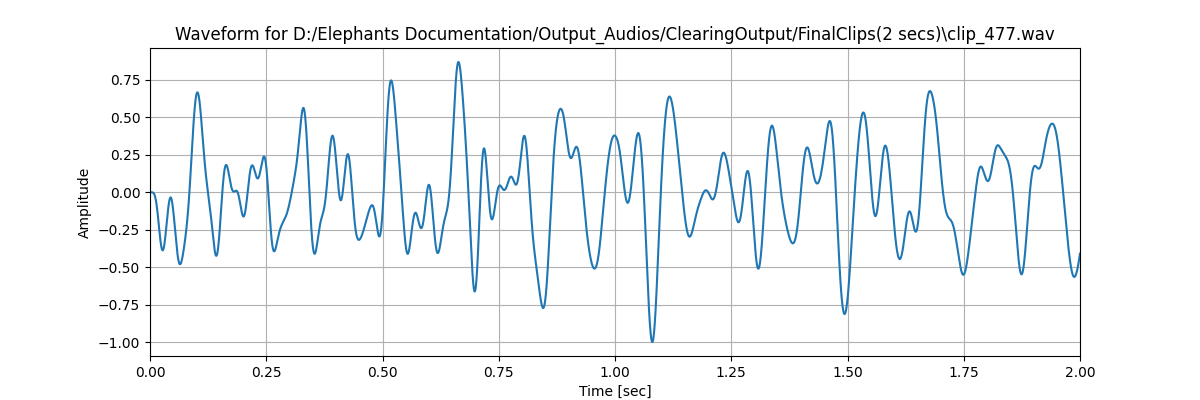 Waveform for D:/Elephants Documentation/Output_Audios/ClearingOutput/FinalClips(2 secs)\clip_477.wav
Amplitude
0.75
0.50
0.25
0.00
−0.25
−0.50
−0.75
−1.00
0.00 0.25 0.50 0.75 1.00 1.25 1.50 1.75 2.00
Time [sec]